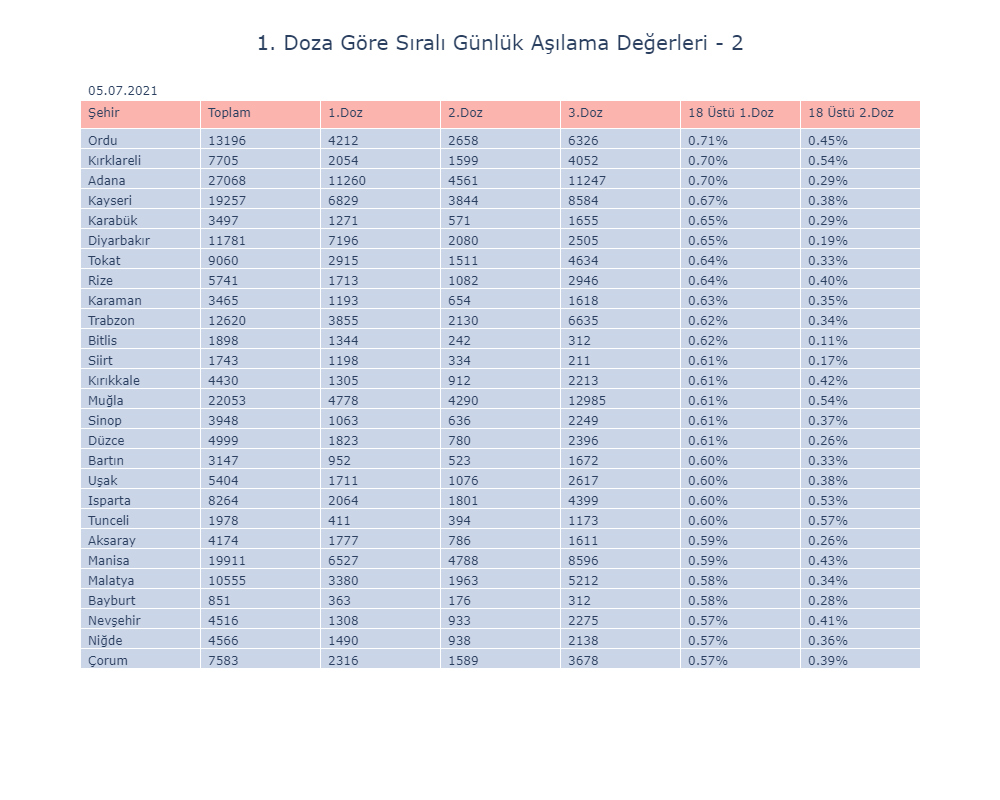 1. Doza Göre Sıralı Günlük Aşılama Değerleri - 2
05.07.2021
Şehir Toplam 1.Doz 2.Doz 3.Doz 18 Üstü 1.Doz 18 Üstü 2.Doz
Ordu 13196 4212 2658 6326 0.71% 0.45%
Kırklareli 7705 2054 1599 4052 0.70% 0.54%
Adana 27068 11260 4561 11247 0.70% 0.29%
Kayseri 19257 6829 3844 8584 0.67% 0.38%
Karabük 3497 1271 571 1655 0.65% 0.29%
Diyarbakır 11781 7196 2080 2505 0.65% 0.19%
Tokat 9060 2915 1511 4634 0.64% 0.33%
Rize 5741 1713 1082 2946 0.64% 0.40%
Karaman 3465 1193 654 1618 0.63% 0.35%
Trabzon 12620 3855 2130 6635 0.62% 0.34%
Bitlis 1898 1344 242 312 0.62% 0.11%
Siirt 1743 1198 334 211 0.61% 0.17%
Kırıkkale 4430 1305 912 2213 0.61% 0.42%
Muğla 22053 4778 4290 12985 0.61% 0.54%
Sinop 3948 1063 636 2249 0.61% 0.37%
Düzce 4999 1823 780 2396 0.61% 0.26%
Bartın 3147 952 523 1672 0.60% 0.33%
Uşak 5404 1711 1076 2617 0.60% 0.38%
Isparta 8264 2064 1801 4399 0.60% 0.53%
Tunceli 1978 411 394 1173 0.60% 0.57%
Aksaray 4174 1777 786 1611 0.59% 0.26%
Manisa 19911 6527 4788 8596 0.59% 0.43%
Malatya 10555 3380 1963 5212 0.58% 0.34%
Bayburt 851 363 176 312 0.58% 0.28%
Nevşehir 4516 1308 933 2275 0.57% 0.41%
Niğde 4566 1490 938 2138 0.57% 0.36%
Çorum 7583 2316 1589 3678 0.57% 0.39%